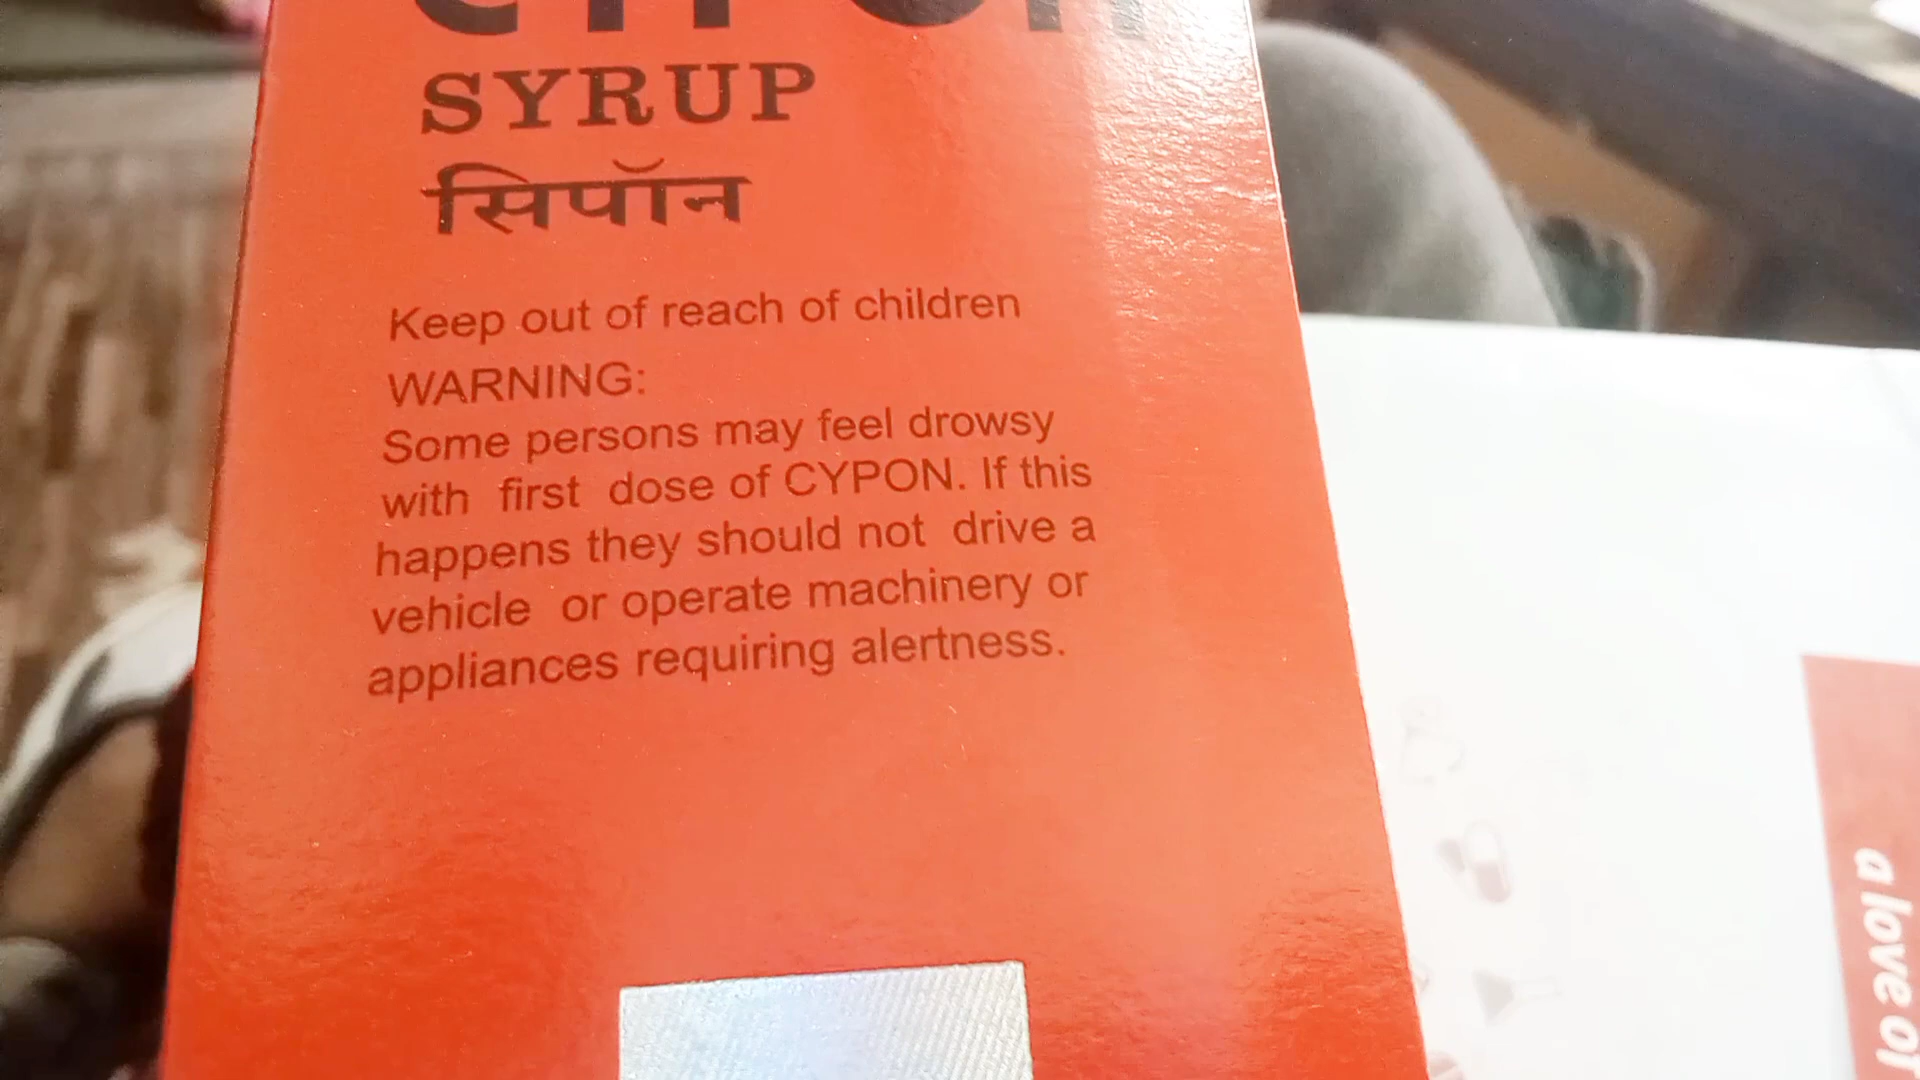 CYPON
SYRUP
सिपॉन
Keep out of reach of children
WARNING:
Some persons may feel drowsy
with first dose of CYPON. If this
happens they should not drive a
vehicle or operate machinery or
appliances requiring alertness.
a love of